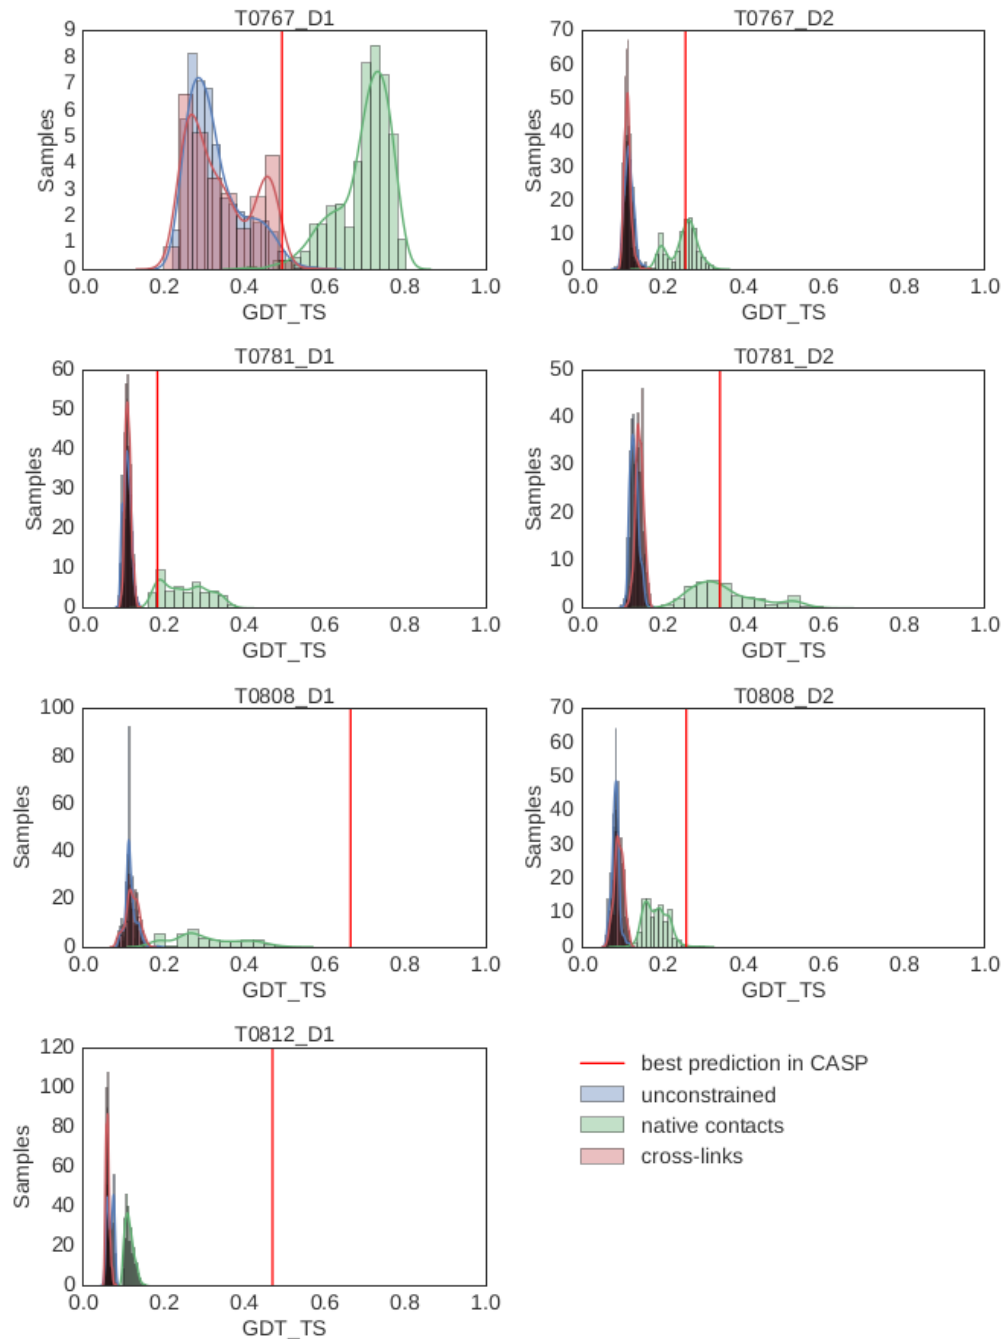 T0767_D1
9
8
7
6
5
4
3
2
1
0
Samples
0.0 0.2 0.4 0.6 0.8 1.0
GDT_TS
T0767_D2
70
60
50
40
30
20
10
0
Samples
0.0 0.2 0.4 0.6 0.8 1.0
GDT_TS
T0781_D1
60
50
40
30
20
10
0
Samples
0.0 0.2 0.4 0.6 0.8 1.0
GDT_TS
T0781_D2
50
40
30
20
10
0
Samples
0.0 0.2 0.4 0.6 0.8 1.0
GDT_TS
T0808_D1
100
80
60
40
20
0
Samples
0.0 0.2 0.4 0.6 0.8 1.0
GDT_TS
T0808_D2
70
60
50
40
30
20
10
0
Samples
0.0 0.2 0.4 0.6 0.8 1.0
GDT_TS
T0812_D1
120
100
80
60
40
20
0
Samples
0.0 0.2 0.4 0.6 0.8 1.0
GDT_TS
best prediction in CASP
unconstrained
native contacts
cross-links